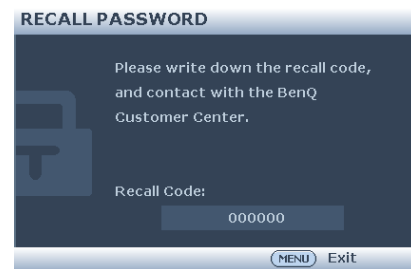 RECALL PASSWORD
Please write down the recall code,
and contact with the BenQ
Customer Center.
Recall Code:
000000
MENU Exit